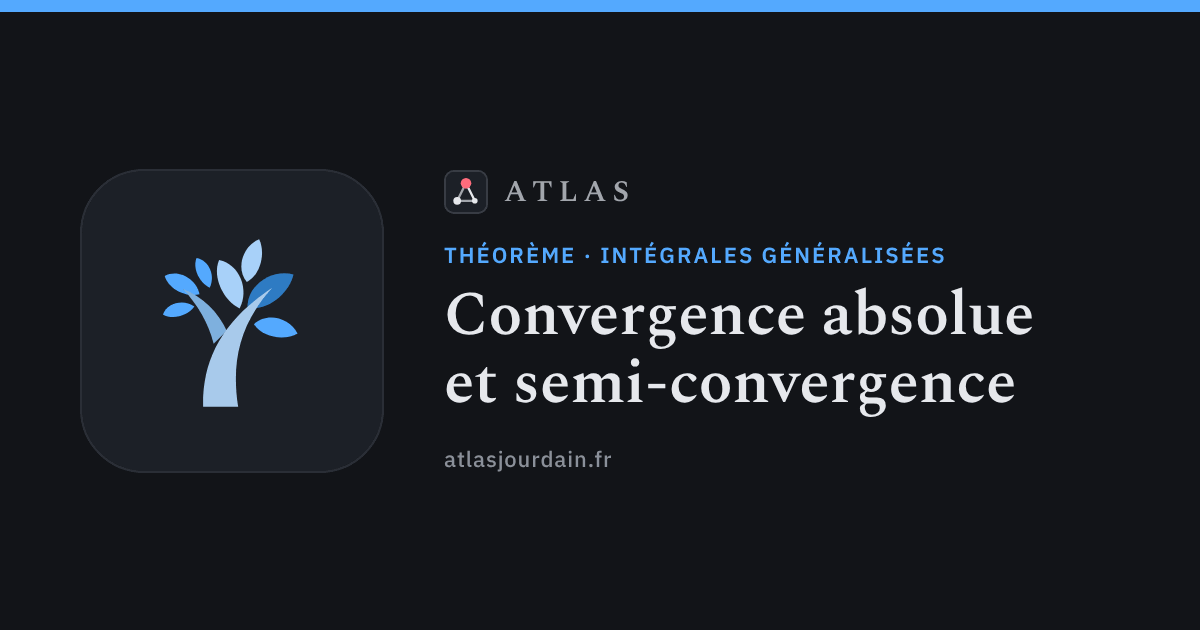 ATLAS
THÉORÈME · INTÉGRALES GÉNÉRALISÉES
Convergence absolue
et semi-convergence
atlasjourdain.fr